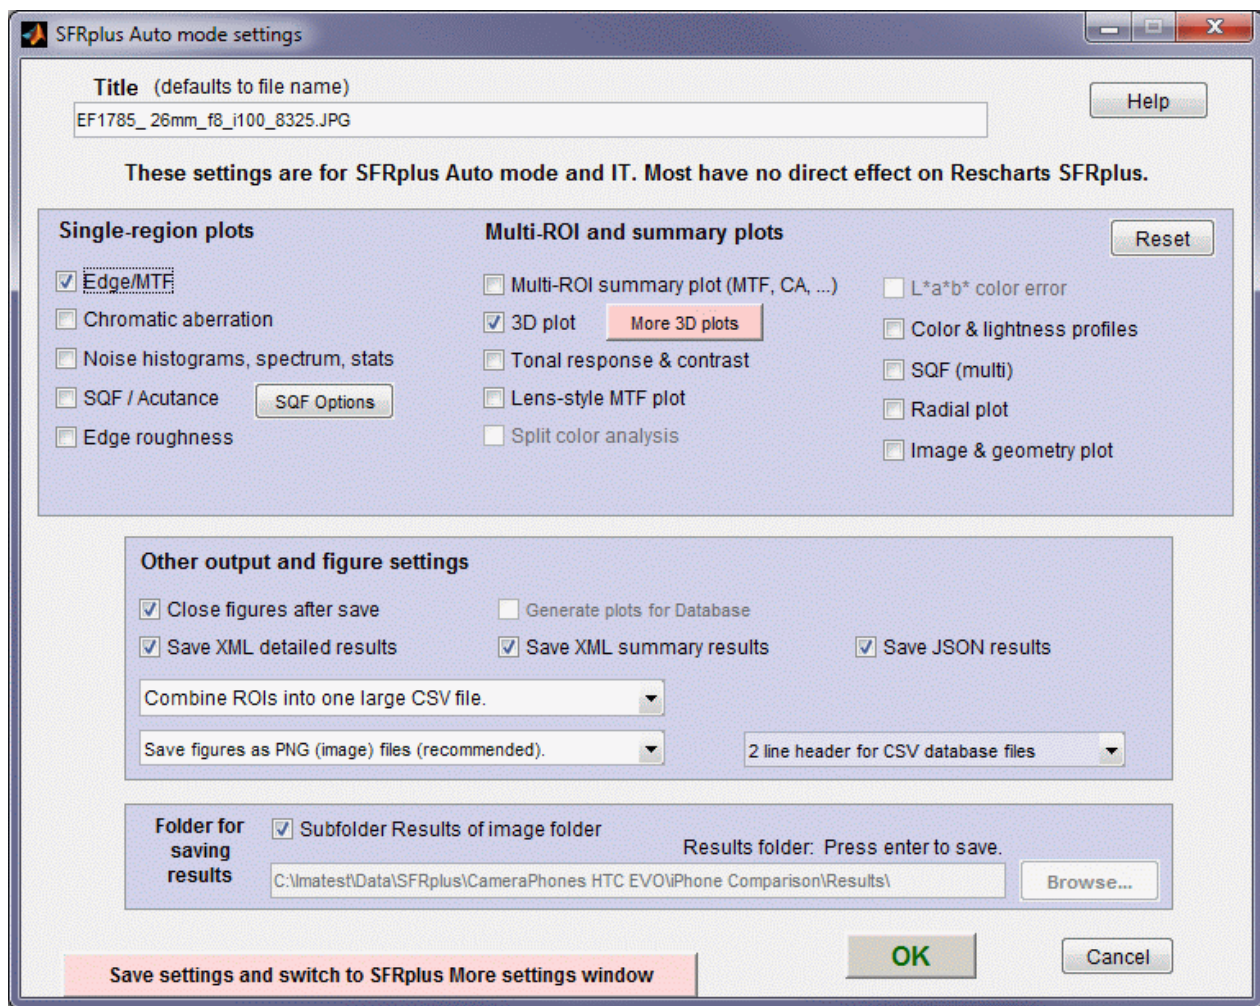 SFRplus Auto mode settings
Title (defaults to file name)
Help
EF1785_ 26mm_f8_i100_8325.JPG
These settings are for SFRplus Auto mode and IT. Most have no direct effect on Rescharts SFRplus.
Single-region plots
Edge/MTF
Chromatic aberration
Noise histograms, spectrum, stats
SQF / Acutance
SQF Options
Edge roughness
Multi-ROI and summary plots
Reset
Multi-ROI summary plot (MTF, CA, ...)
3D plot
More 3D plots
Tonal response & contrast
Lens-style MTF plot
Split color analysis
L*a*b* color error
Color & lightness profiles
SQF (multi)
Radial plot
Image & geometry plot
Other output and figure settings
Close figures after save
Generate plots for Database
Save XML detailed results
Save XML summary results
Save JSON results
Combine ROIs into one large CSV file.
Save figures as PNG (image) files (recommended).
2 line header for CSV database files
Folder for
saving
results
Subfolder Results of image folder
Results folder: Press enter to save.
C:\Imatest\Data\SFRplus\CameraPhones HTC EVO\iPhone Comparison\Results\
Browse...
Save settings and switch to SFRplus More settings window
OK
Cancel